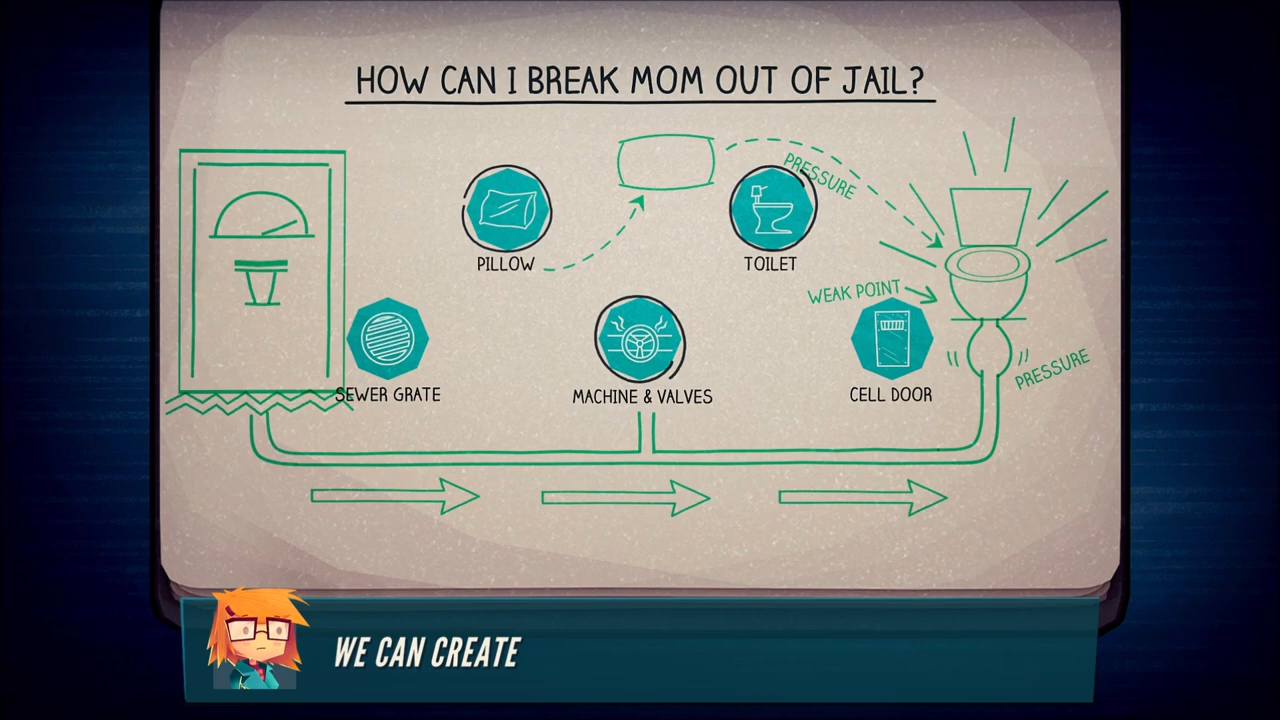 HOW CAN I BREAK MOM OUT OF JAIL?
PRESSURE
PILLOW
TOILET
WEAK POINT
PRESSURE
SEWER GRATE
MACHINE & VALVES
CELL DOOR
WE CAN CREATE